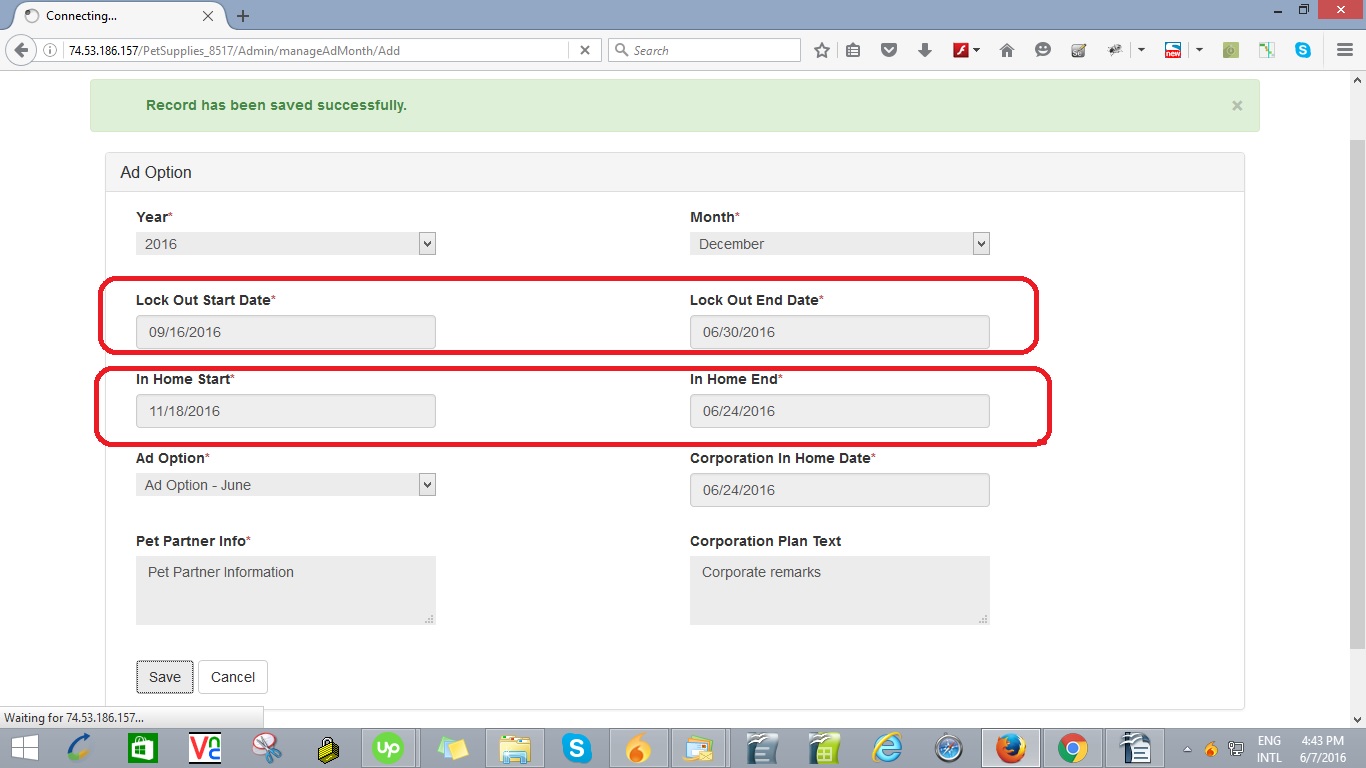 Connecting...
74.53.186.157/PetSupplies_8517/Admin/manageAdMonth/Add
Search
new
Record has been saved successfully.
Ad Option
Year* Month*
2016 December
Lock Out Start Date* Lock Out End Date*
09/16/2016 06/30/2016
In Home Start* In Home End*
11/18/2016 06/24/2016
Ad Option* Corporation In Home Date*
Ad Option - June 06/24/2016
Pet Partner Info* Corporation Plan Text
Pet Partner Information Corporate remarks
Save Cancel
Waiting for 74.53.186.157...
up
ENG 4:43 PM
INTL 6/7/2016